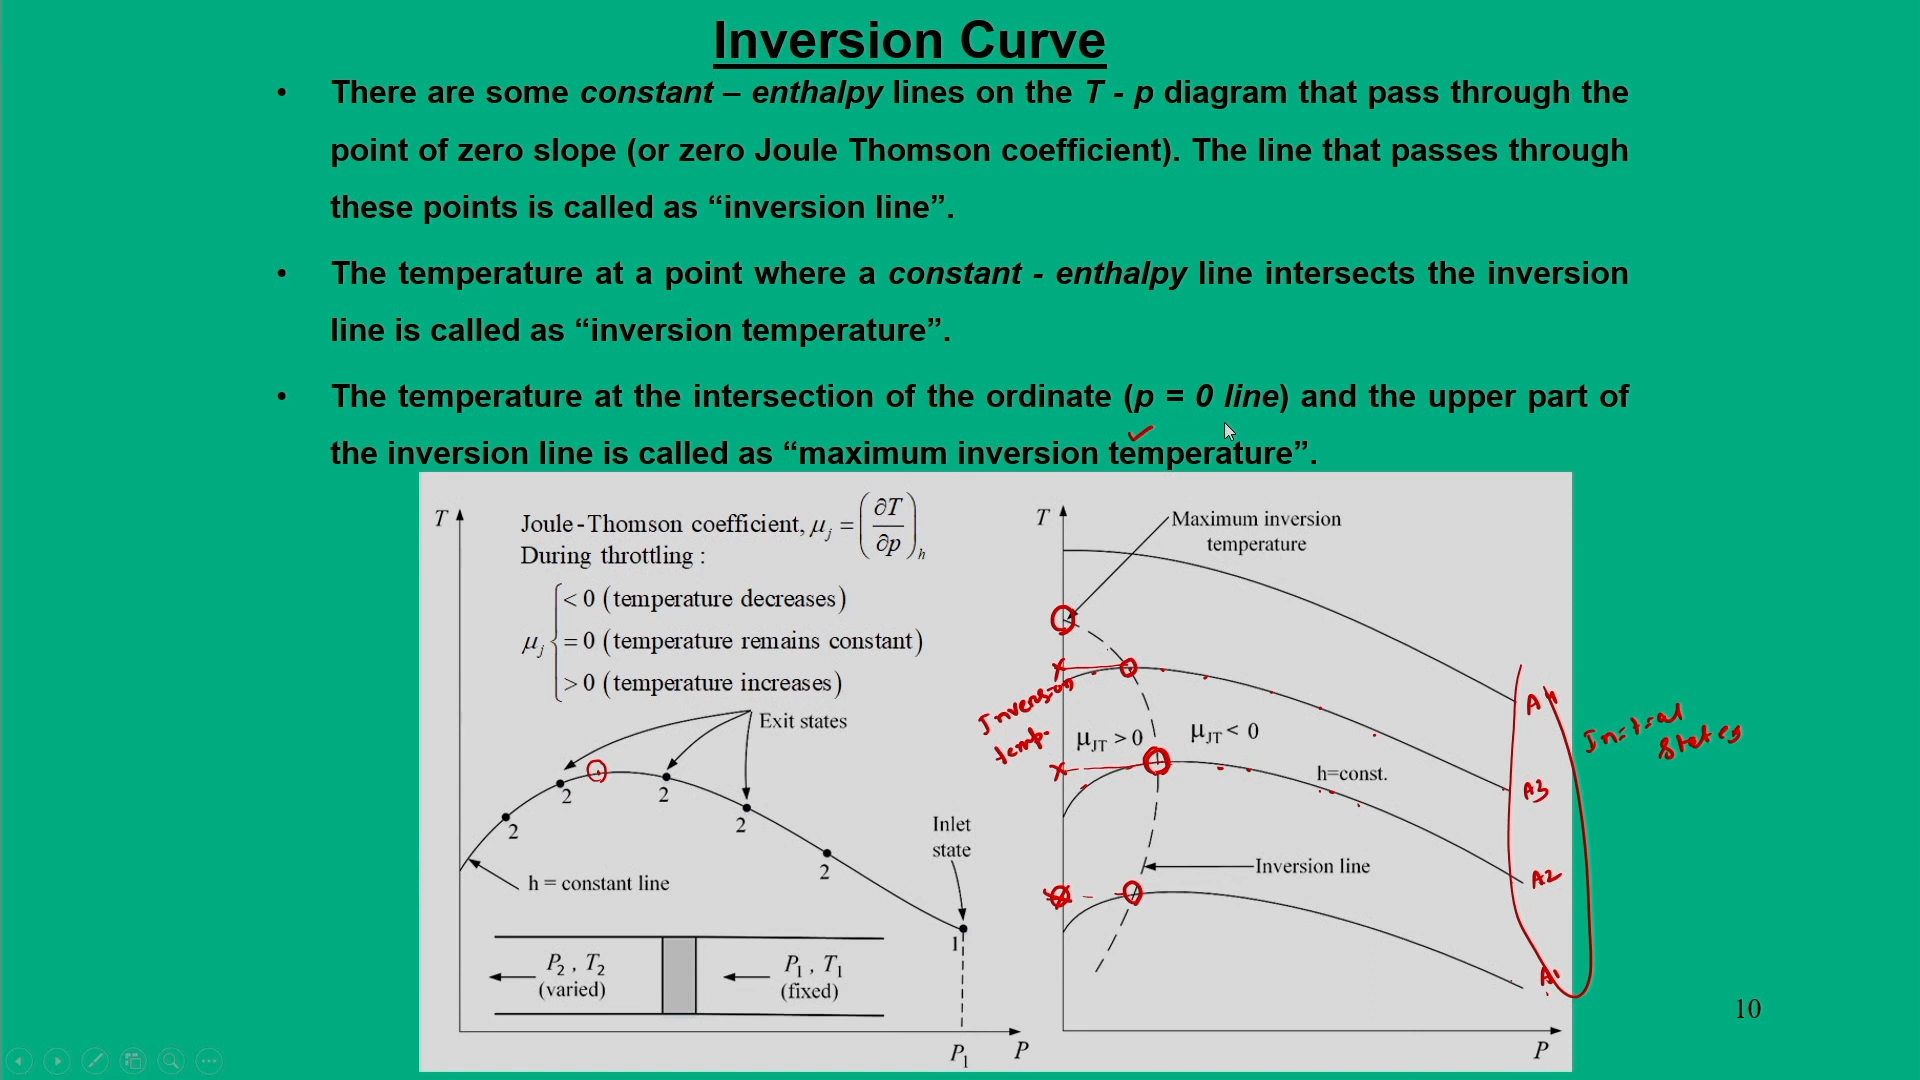 Inversion Curve
• There are some constant – enthalpy lines on the T - p diagram that pass through the
point of zero slope (or zero Joule Thomson coefficient). The line that passes through
these points is called as “inversion line”.
• The temperature at a point where a constant - enthalpy line intersects the inversion
line is called as “inversion temperature”.
• The temperature at the intersection of the ordinate (p = 0 line) and the upper part of
the inversion line is called as “maximum inversion temperature”.
T
Joule-Thomson coefficient, μj = (∂T/∂p)h
During throttling :
μj { < 0 (temperature decreases)
= 0 (temperature remains constant)
> 0 (temperature increases)
Exit states
2
2
2
2
2
Inlet
state
1
h = constant line
P2 , T2
(varied)
P1 , T1
(fixed)
P1
P
T
Maximum inversion
temperature
Inversion
temp.
μJT > 0
μJT < 0
h=const.
Inversion line
A4
A3
A2
A1
Initial
states
P
10